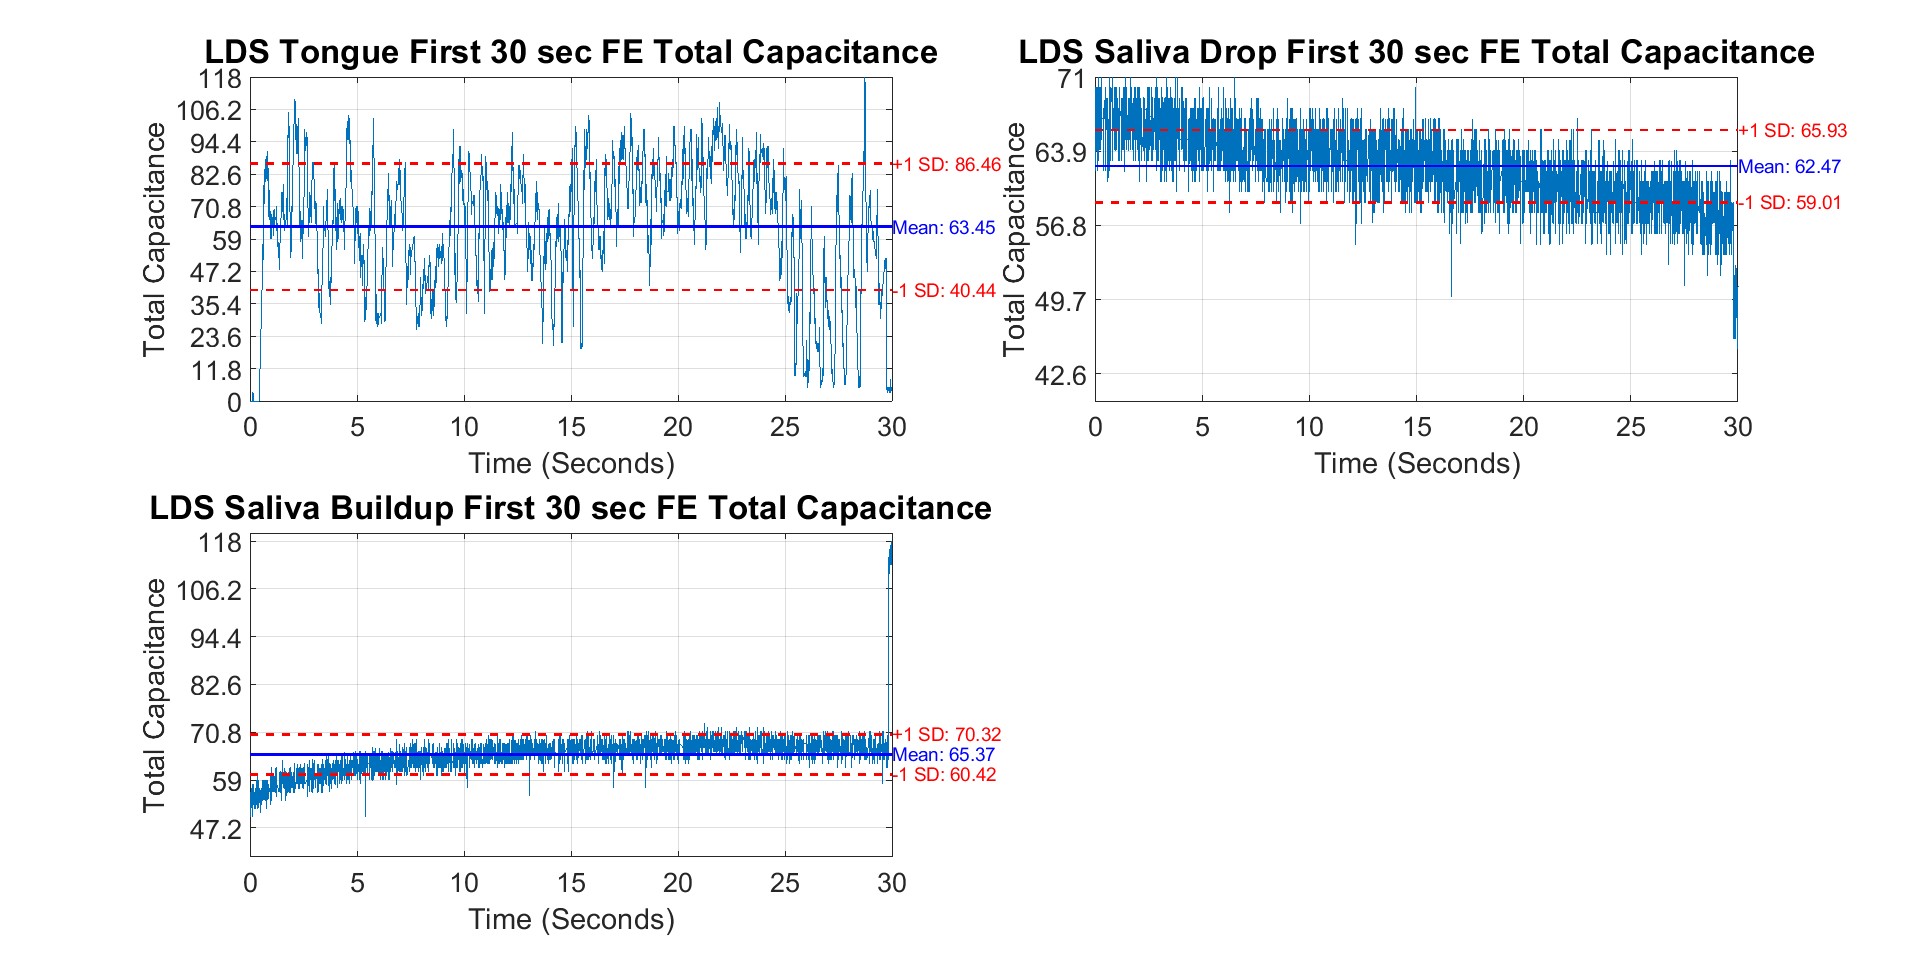 LDS Tongue First 30 sec FE Total Capacitance
118
106.2
94.4
82.6
70.8
59
47.2
35.4
23.6
11.8
0
Total Capacitance
+1 SD: 86.46
Mean: 63.45
-1 SD: 40.44
0 5 10 15 20 25 30
Time (Seconds)
LDS Saliva Drop First 30 sec FE Total Capacitance
71
63.9
56.8
49.7
42.6
Total Capacitance
+1 SD: 65.93
Mean: 62.47
-1 SD: 59.01
0 5 10 15 20 25 30
Time (Seconds)
LDS Saliva Buildup First 30 sec FE Total Capacitance
118
106.2
94.4
82.6
70.8
59
47.2
Total Capacitance
+1 SD: 70.32
Mean: 65.37
-1 SD: 60.42
0 5 10 15 20 25 30
Time (Seconds)